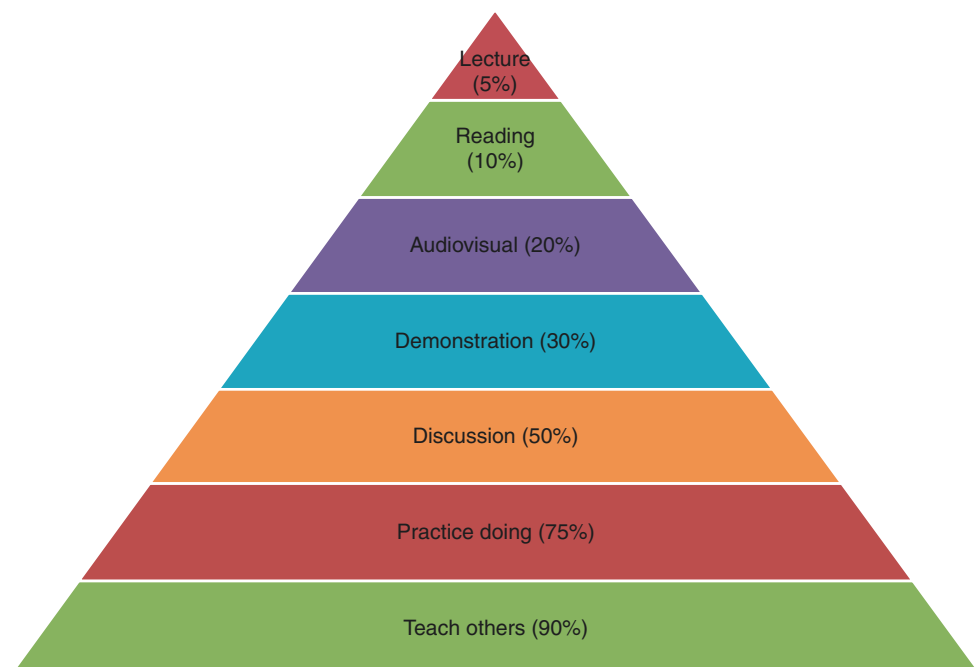 Lecture
(5%)
Reading
(10%)
Audiovisual (20%)
Demonstration (30%)
Discussion (50%)
Practice doing (75%)
Teach others (90%)